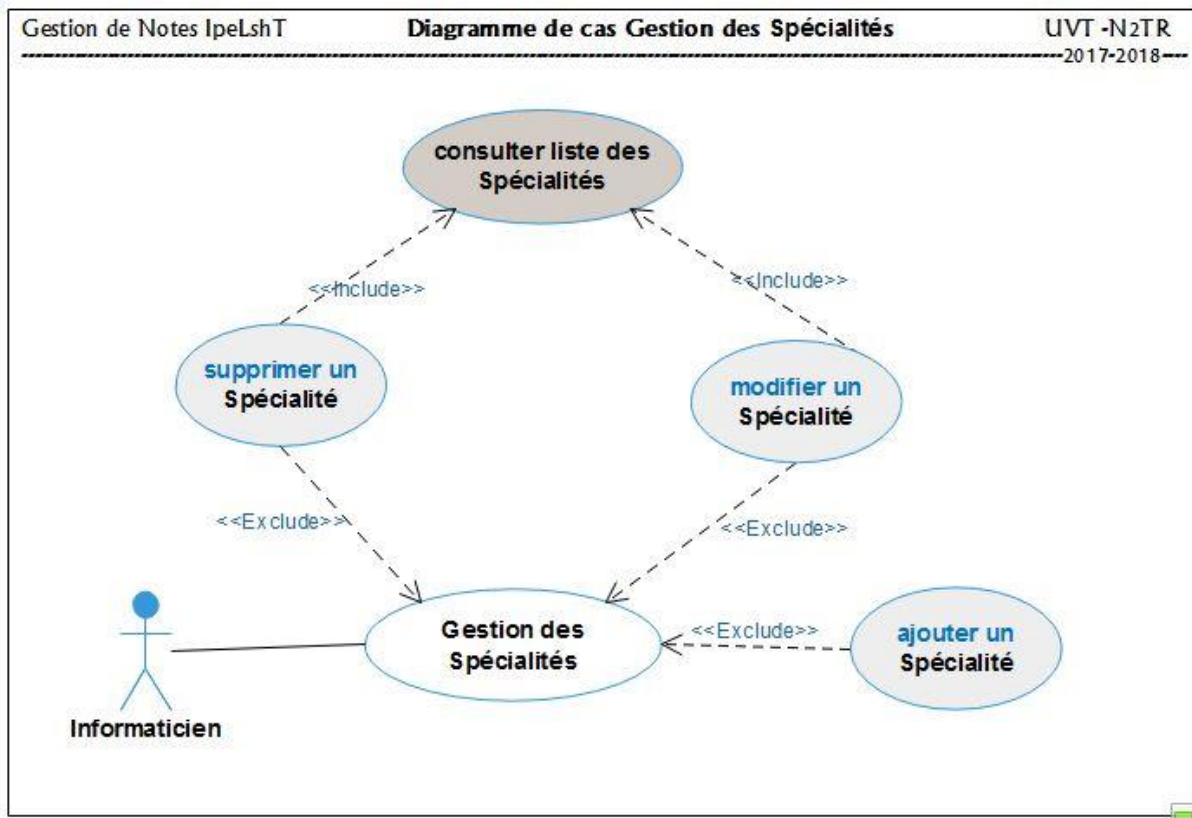 Gestion de Notes IpeLshT
Diagramme de cas Gestion des Spécialités
UVT -N2TR
2017-2018
consulter liste des
Spécialités
<<Include>>
<<Include>>
supprimer un
Spécialité
modifier un
Spécialité
<<Exclude>>
<<Exclude>>
Gestion des
Spécialités
<<Exclude>>
ajouter un
Spécialité
Informaticien